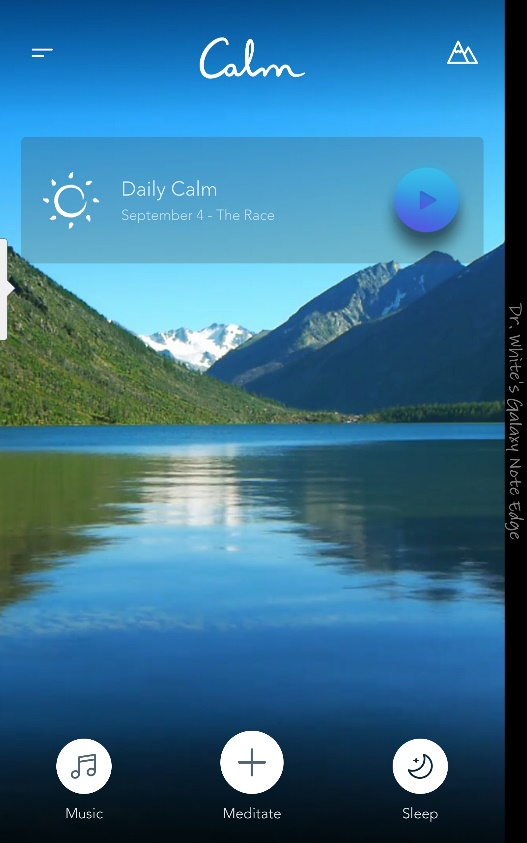 Calm
Daily Calm
September 4 - The Race
Dr. White's Galaxy Note Edge
Music
Meditate
Sleep